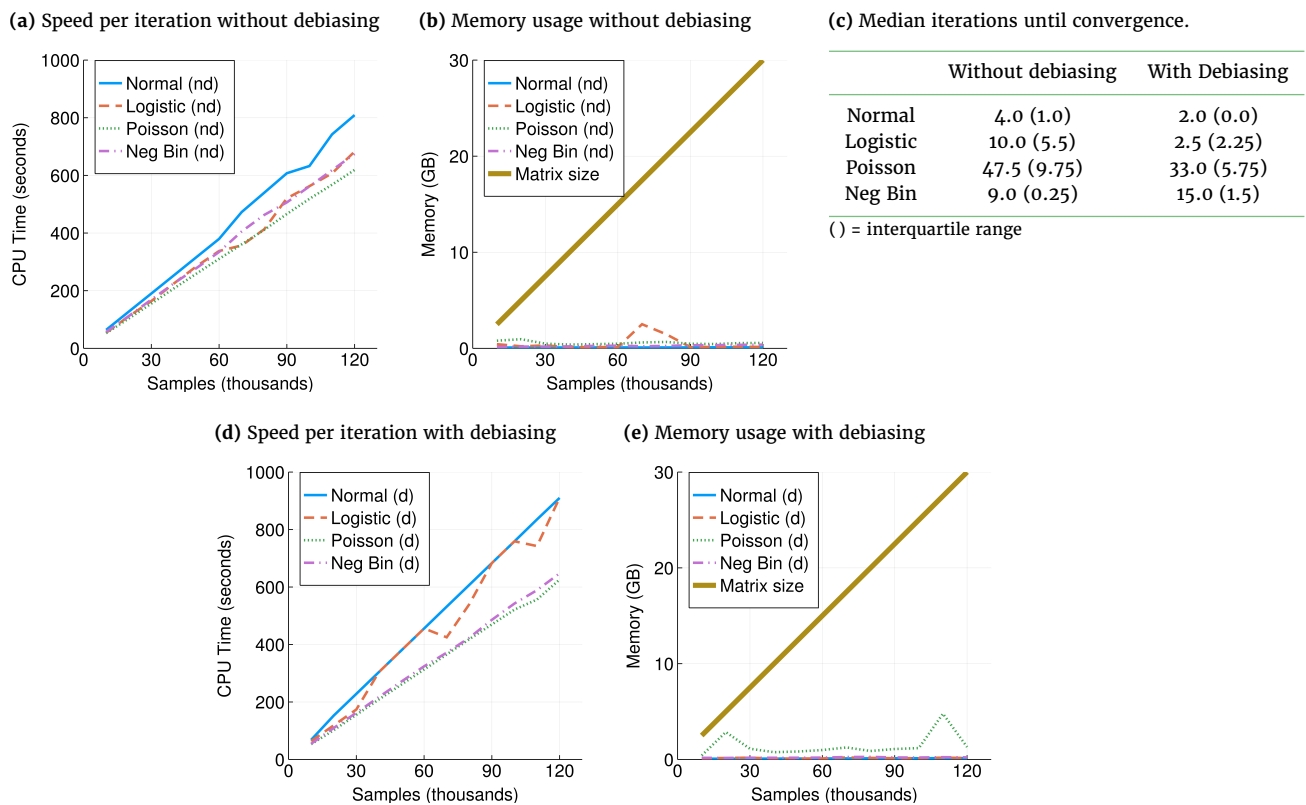 (a) Speed per iteration without debiasing
1000
800
600
400
200
0
CPU Time (seconds)
Normal (nd)
Logistic (nd)
Poisson (nd)
Neg Bin (nd)
0 30 60 90 120
Samples (thousands)
(b) Memory usage without debiasing
30
20
10
0
Memory (GB)
Normal (nd)
Logistic (nd)
Poisson (nd)
Neg Bin (nd)
Matrix size
0 30 60 90 120
Samples (thousands)
(c) Median iterations until convergence.
Without debiasing With Debiasing
Normal 4.0 (1.0) 2.0 (0.0)
Logistic 10.0 (5.5) 2.5 (2.25)
Poisson 47.5 (9.75) 33.0 (5.75)
Neg Bin 9.0 (0.25) 15.0 (1.5)
( ) = interquartile range
(d) Speed per iteration with debiasing
1000
800
600
400
200
0
CPU Time (seconds)
Normal (d)
Logistic (d)
Poisson (d)
Neg Bin (d)
0 30 60 90 120
Samples (thousands)
(e) Memory usage with debiasing
30
20
10
0
Memory (GB)
Normal (d)
Logistic (d)
Poisson (d)
Neg Bin (d)
Matrix size
0 30 60 90 120
Samples (thousands)